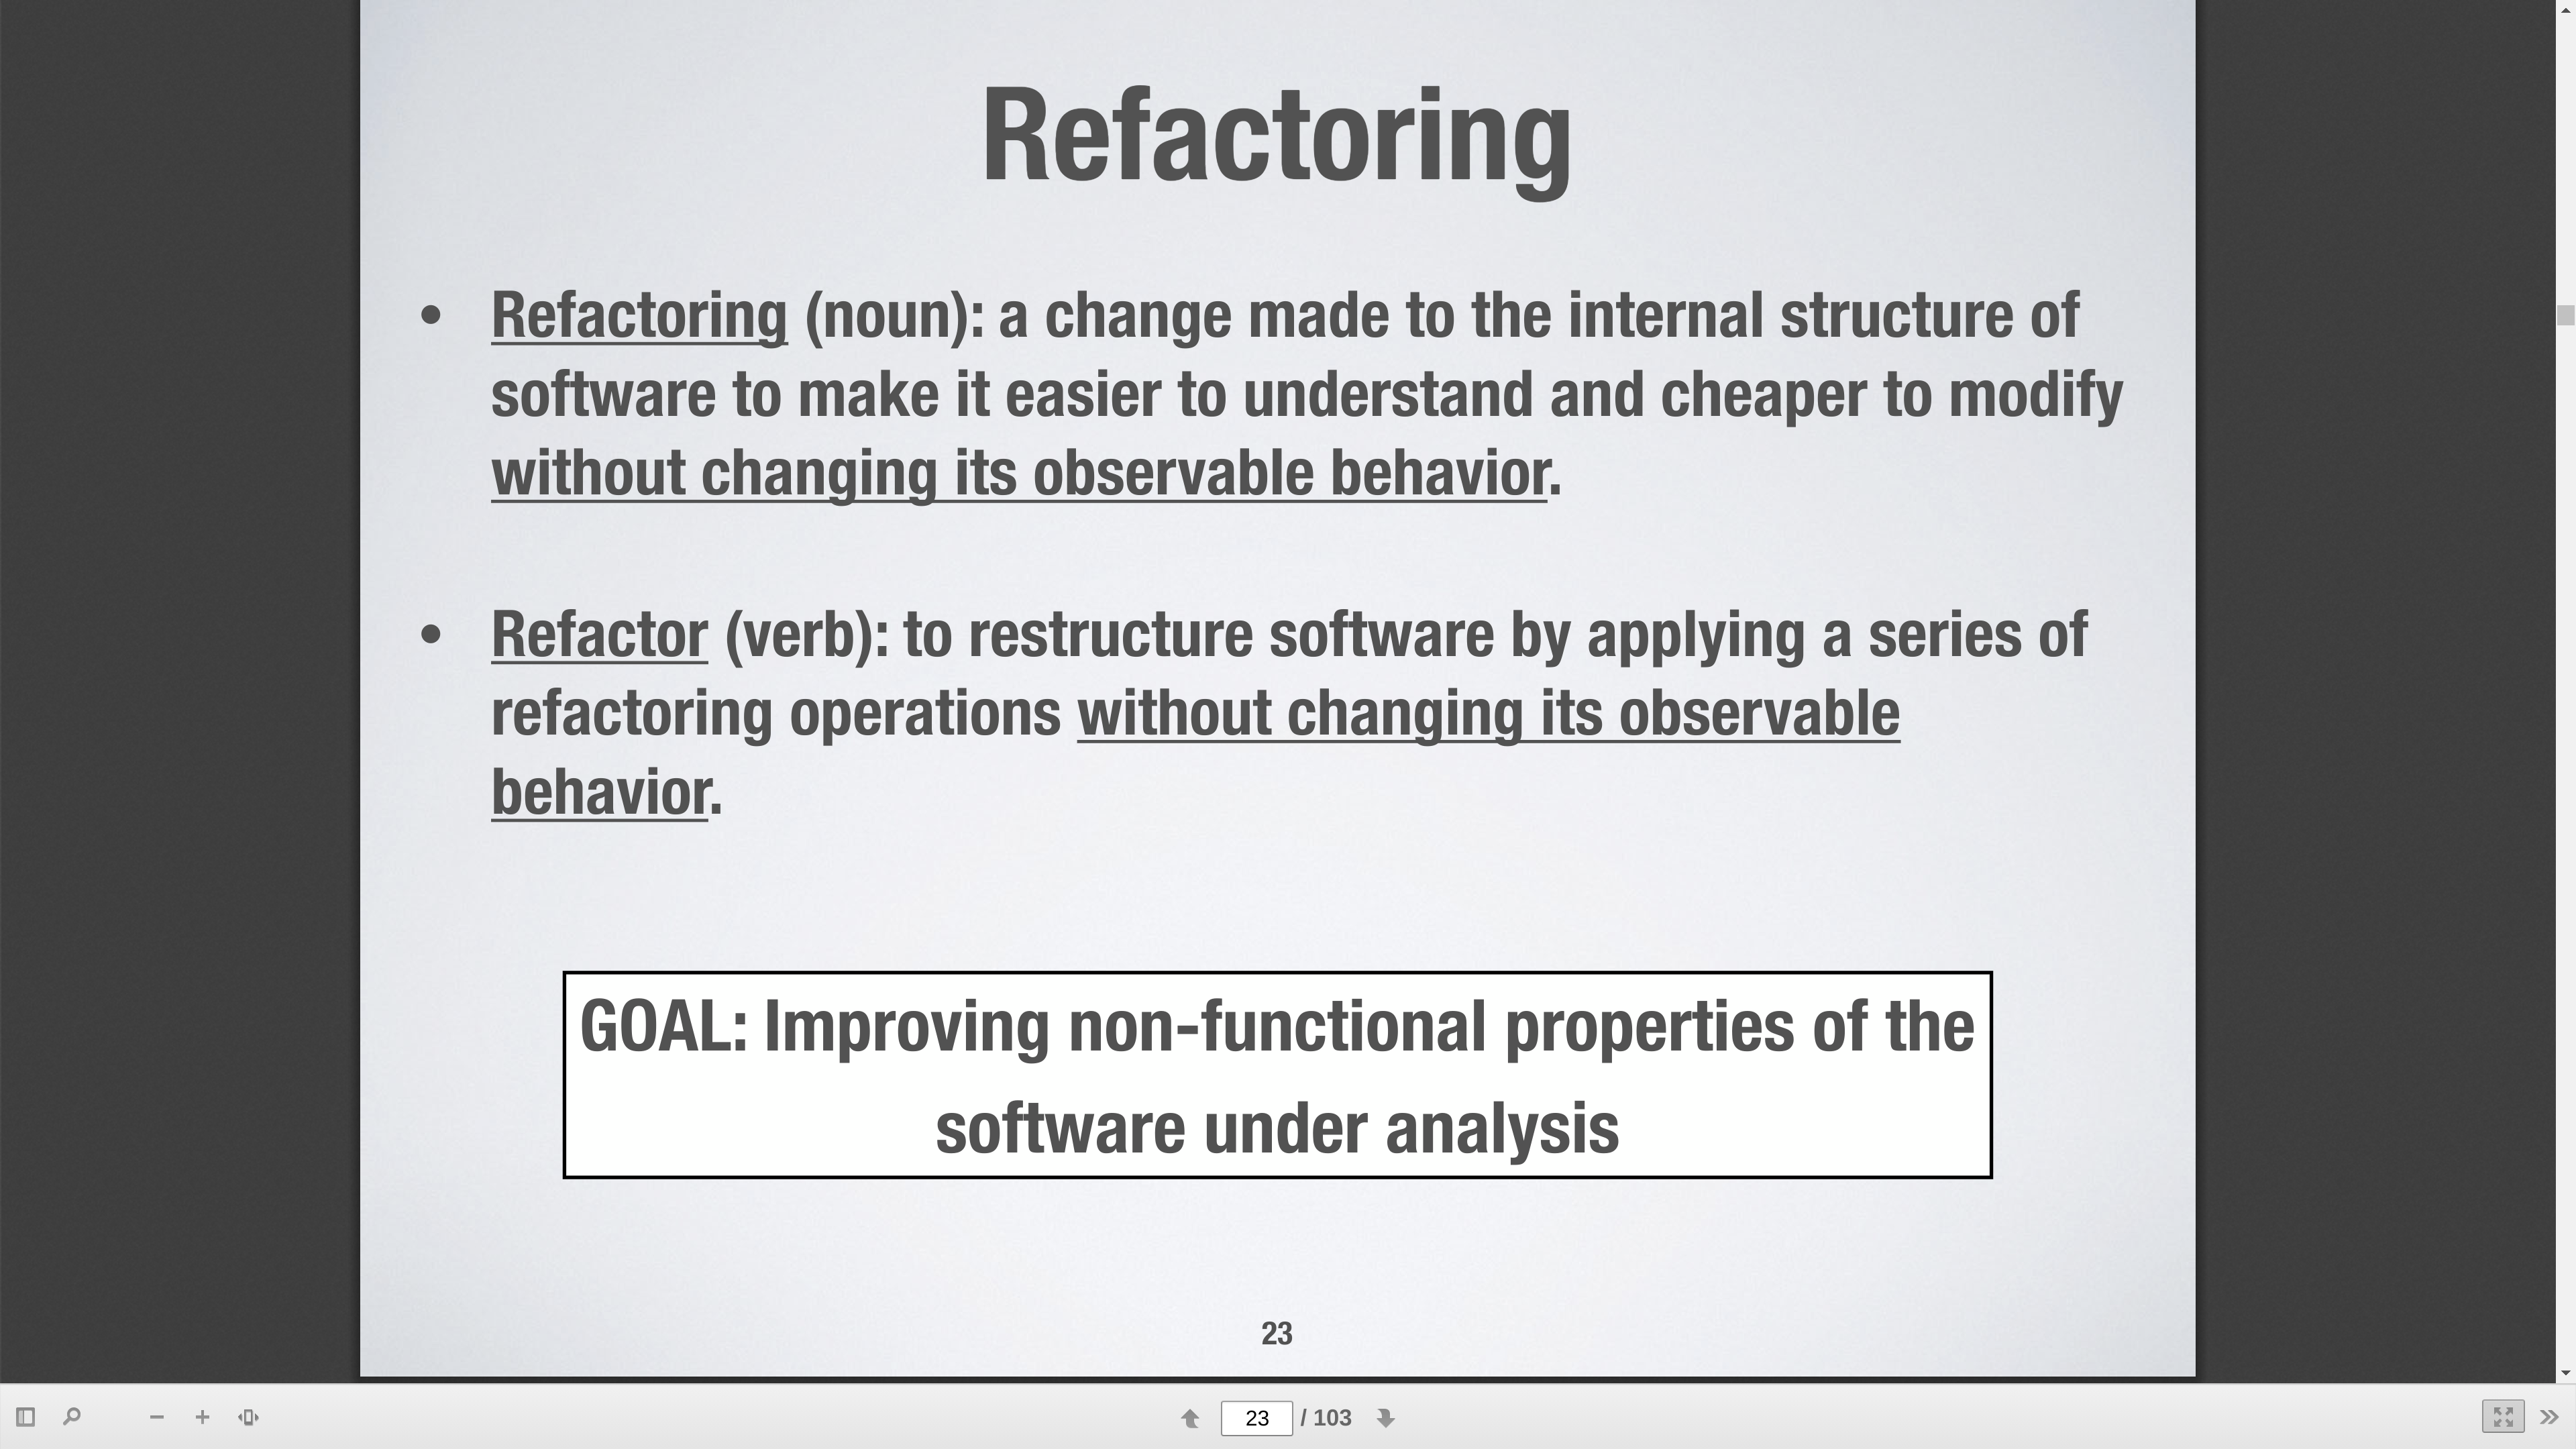 Refactoring
• Refactoring (noun): a change made to the internal structure of
software to make it easier to understand and cheaper to modify
without changing its observable behavior.
• Refactor (verb): to restructure software by applying a series of
refactoring operations without changing its observable
behavior.
GOAL: Improving non-functional properties of the
software under analysis
23
23 / 103